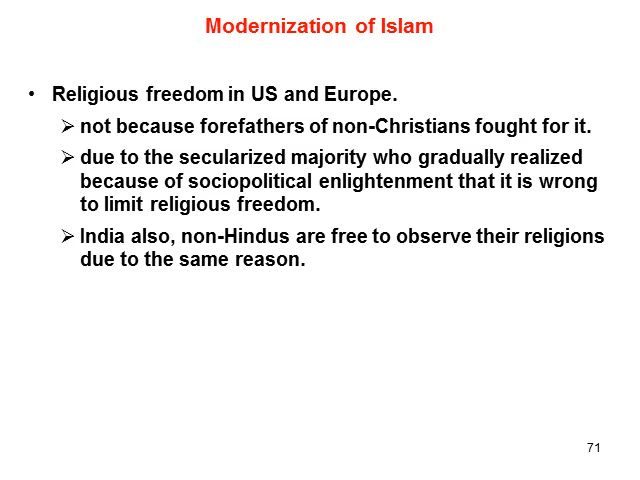 Modernization of Islam
• Religious freedom in US and Europe.
➢ not because forefathers of non-Christians fought for it.
➢ due to the secularized majority who gradually realized
because of sociopolitical enlightenment that it is wrong
to limit religious freedom.
➢ India also, non-Hindus are free to observe their religions
due to the same reason.
71